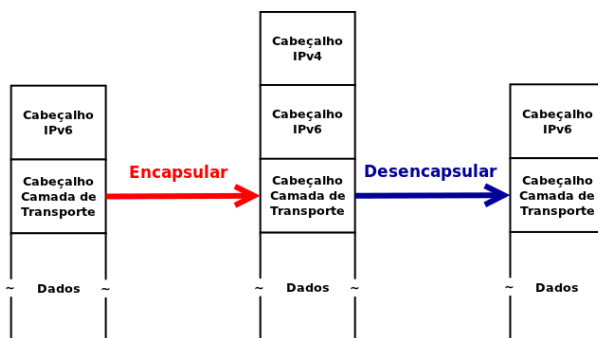 Cabeçalho
IPv4
Cabeçalho
IPv6
Cabeçalho
IPv6
Cabeçalho
IPv6
Encapsular
Desencapsular
Cabeçalho
Camada de
Transporte
Cabeçalho
Camada de
Transporte
Cabeçalho
Camada de
Transporte
~ Dados ~
~ Dados ~
~ Dados